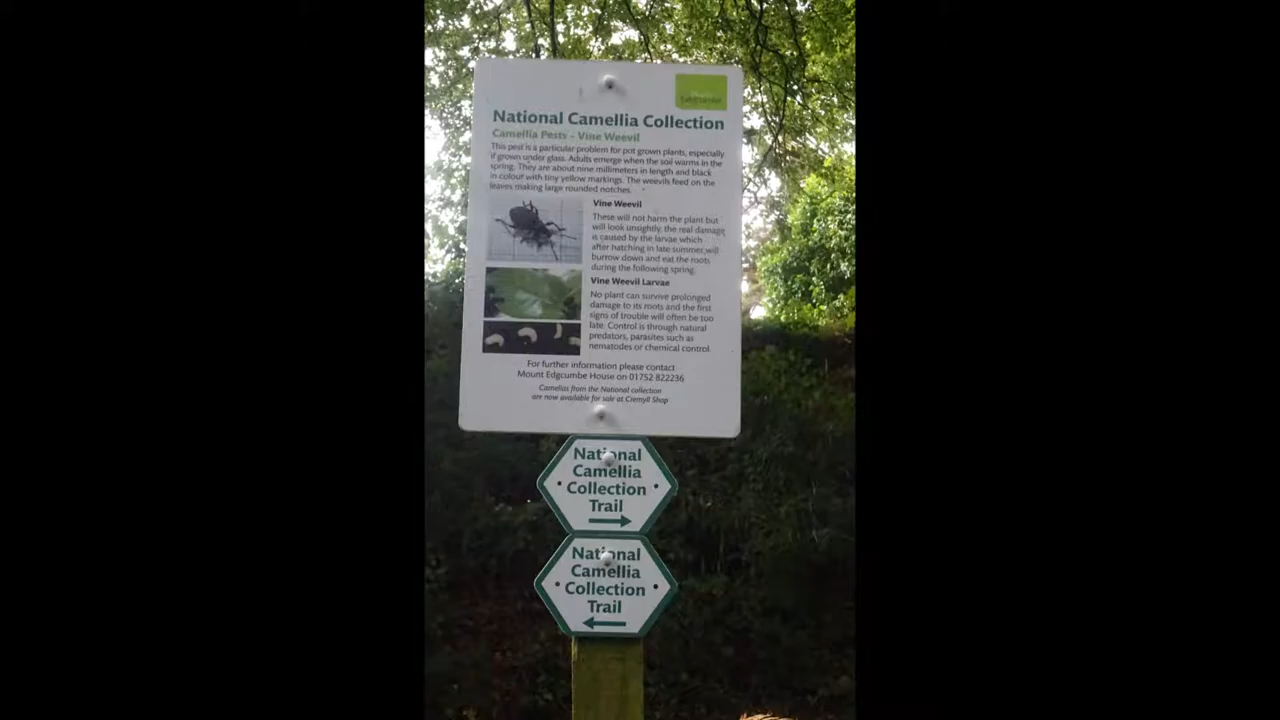 National Camellia Collection
Camellia Pests - Vine Weevil
This pest is a particular problem for pot grown plants, especially
if grown under glass. Adults emerge when the soil warms in the
spring. They are about nine millimeters in length and black
in colour with tiny yellow markings. The weevils feed on the
leaves making large rounded notches.
Vine Weevil
These will not harm the plant but
will look unsightly, the real damage
is caused by the larvae which
after hatching in late summer will
burrow down and eat the roots
during the following spring.
Vine Weevil Larvae
No plant can survive prolonged
damage to its roots and the first
signs of trouble will often be too
late. Control is through natural
predators, parasites such as
nematodes or chemical control.
For further information please contact
Mount Edgcumbe House on 01752 822236
Camellias from the National collection
are now available for sale at Cremyll Shop
National
Camellia
Collection
Trail
National
Camellia
Collection
Trail